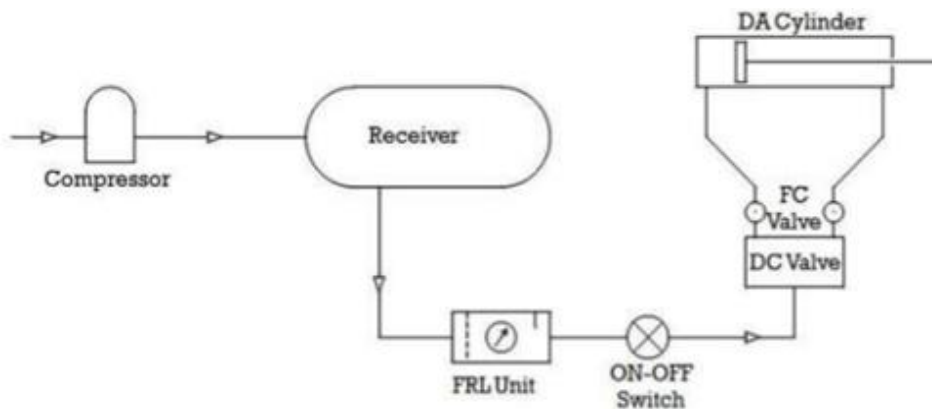 DA Cylinder
Receiver
Compressor
FC
Valve
DC Valve
FRL Unit
ON-OFF
Switch